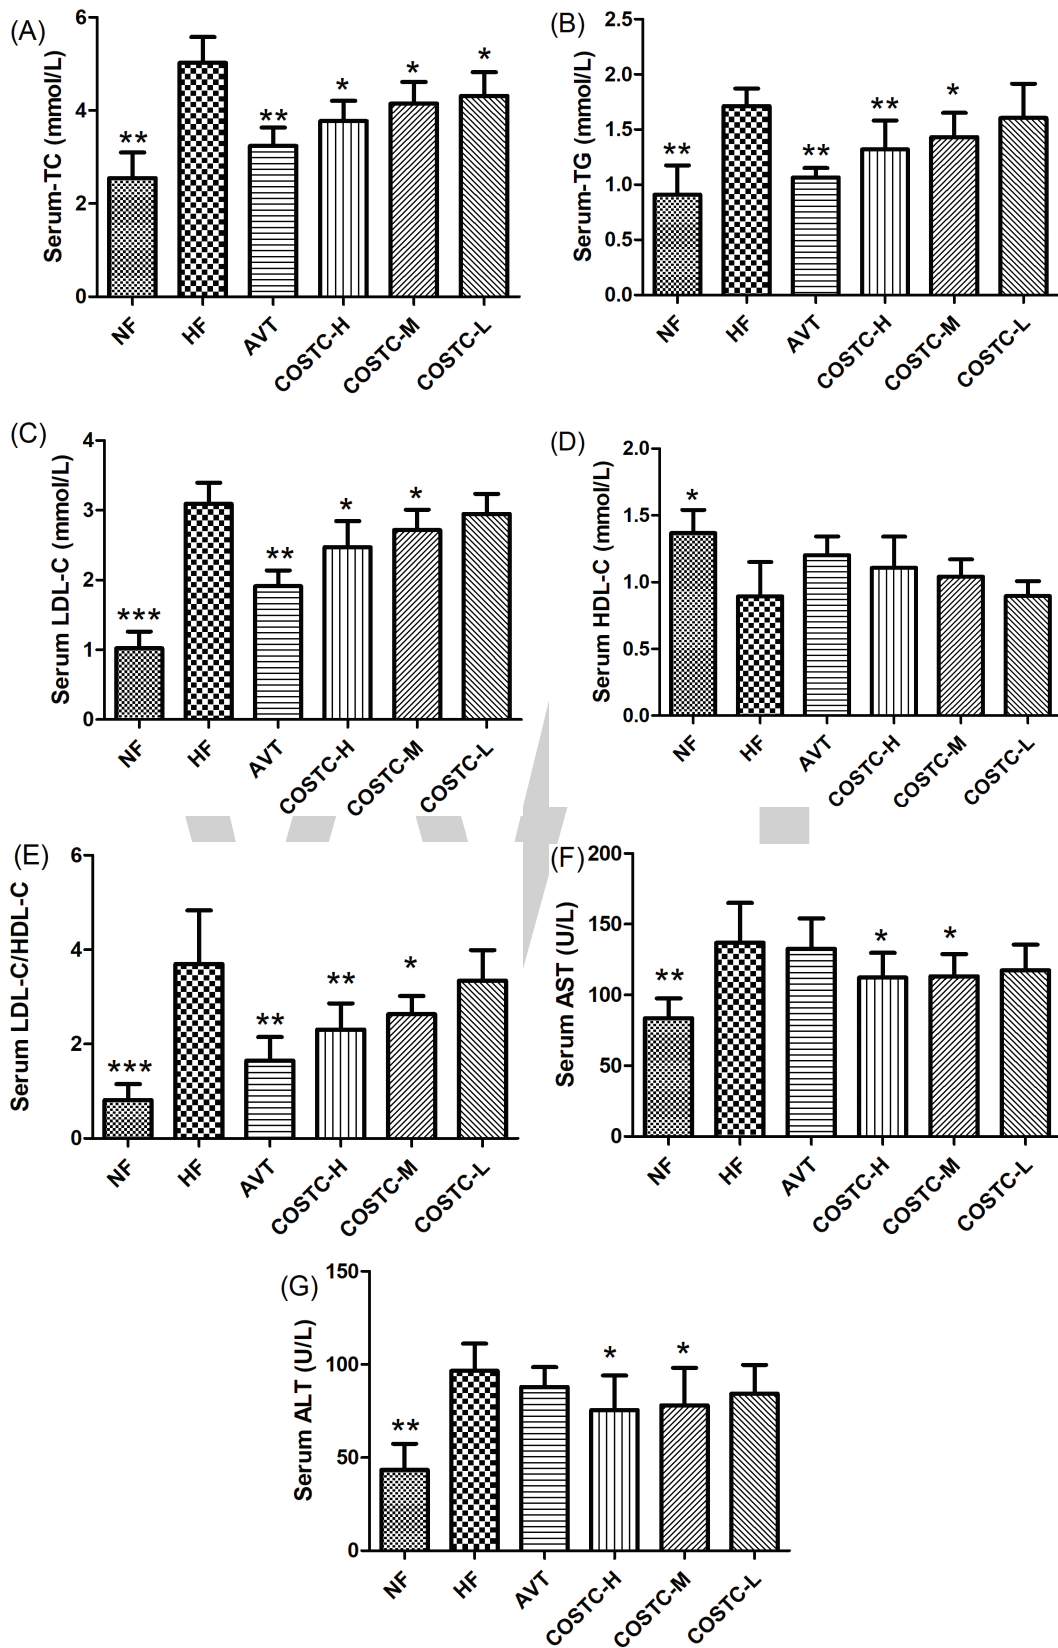 (A)
Serum-TC (mmol/L)
6
4
2
0
**
**
*
*
*
NF
HF
AVT
COSTC-H
COSTC-M
COSTC-L
(B)
Serum-TG (mmol/L)
2.5
2.0
1.5
1.0
0.5
0.0
**
**
**
*
NF
HF
AVT
COSTC-H
COSTC-M
COSTC-L
(C)
Serum LDL-C (mmol/L)
4
3
2
1
0
***
**
*
*
NF
HF
AVT
COSTC-H
COSTC-M
COSTC-L
(D)
Serum HDL-C (mmol/L)
2.0
1.5
1.0
0.5
0.0
*
NF
HF
AVT
COSTC-H
COSTC-M
COSTC-L
(E)
Serum LDL-C/HDL-C
6
4
2
0
***
**
**
*
NF
HF
AVT
COSTC-H
COSTC-M
COSTC-L
(F)
Serum AST (U/L)
200
150
100
50
0
**
*
*
NF
HF
AVT
COSTC-H
COSTC-M
COSTC-L
(G)
Serum ALT (U/L)
150
100
50
0
**
*
*
NF
HF
AVT
COSTC-H
COSTC-M
COSTC-L